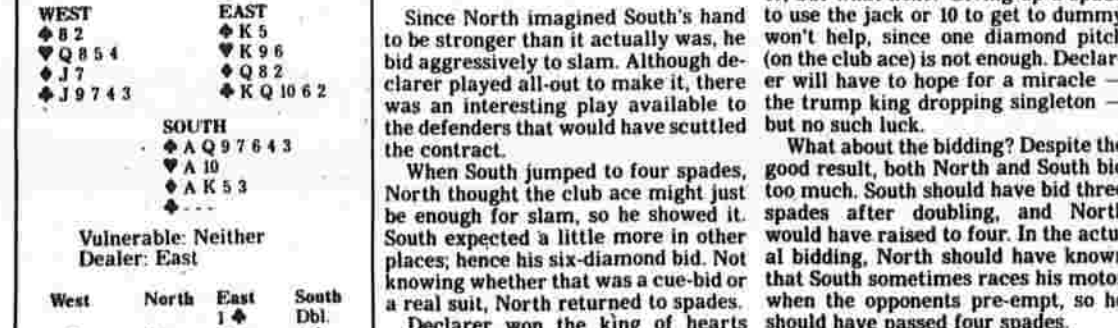 WEST EAST
♠ 8 2 ♠ K 5
♥ Q 8 5 4 ♥ K 9 6
♦ J 7 ♦ Q 8 2
♣ J 9 7 4 3 ♣ K Q 10 6 2
SOUTH
♠ A Q 9 7 6 4 3
♥ A 10
♦ A K 5 3
♣ - - -
Vulnerable: Neither
Dealer: East
West North East South
1 ♣ Dbl.
Since North imagined South's hand
to be stronger than it actually was, he
bid aggressively to slam. Although de-
clarer played all-out to make it, there
was an interesting play available to
the defenders that would have scuttled
the contract.
When South jumped to four spades,
North thought the club ace might just
be enough for slam, so he showed it.
South expected a little more in other
places; hence his six-diamond bid. Not
knowing whether that was a cue-bid or
a real suit, North returned to spades.
Declarer won the king of hearts
to use the jack or 10 to get to dumm
won't help, since one diamond pitch
(on the club ace) is not enough. Declar-
er will have to hope for a miracle —
the trump king dropping singleton —
but no such luck.
What about the bidding? Despite the
good result, both North and South bid
too much. South should have bid three
spades after doubling, and North
would have raised to four. In the actu-
al bidding, North should have known
that South sometimes races his motor
when the opponents pre-empt, so he
should have passed four spades.